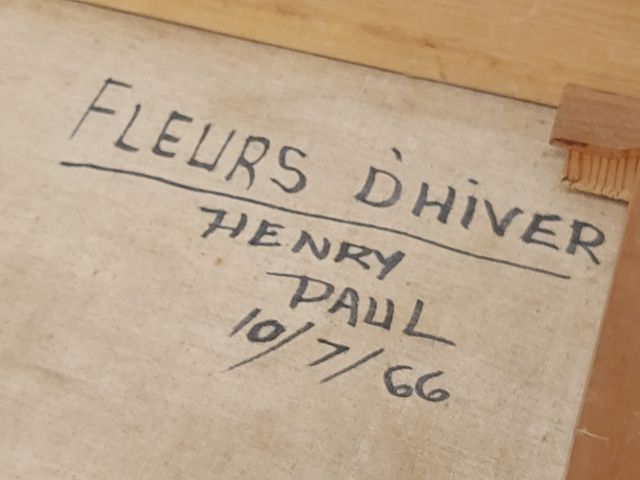 FLEURS D'HiVER
HENRY
PAUL
10/7/66